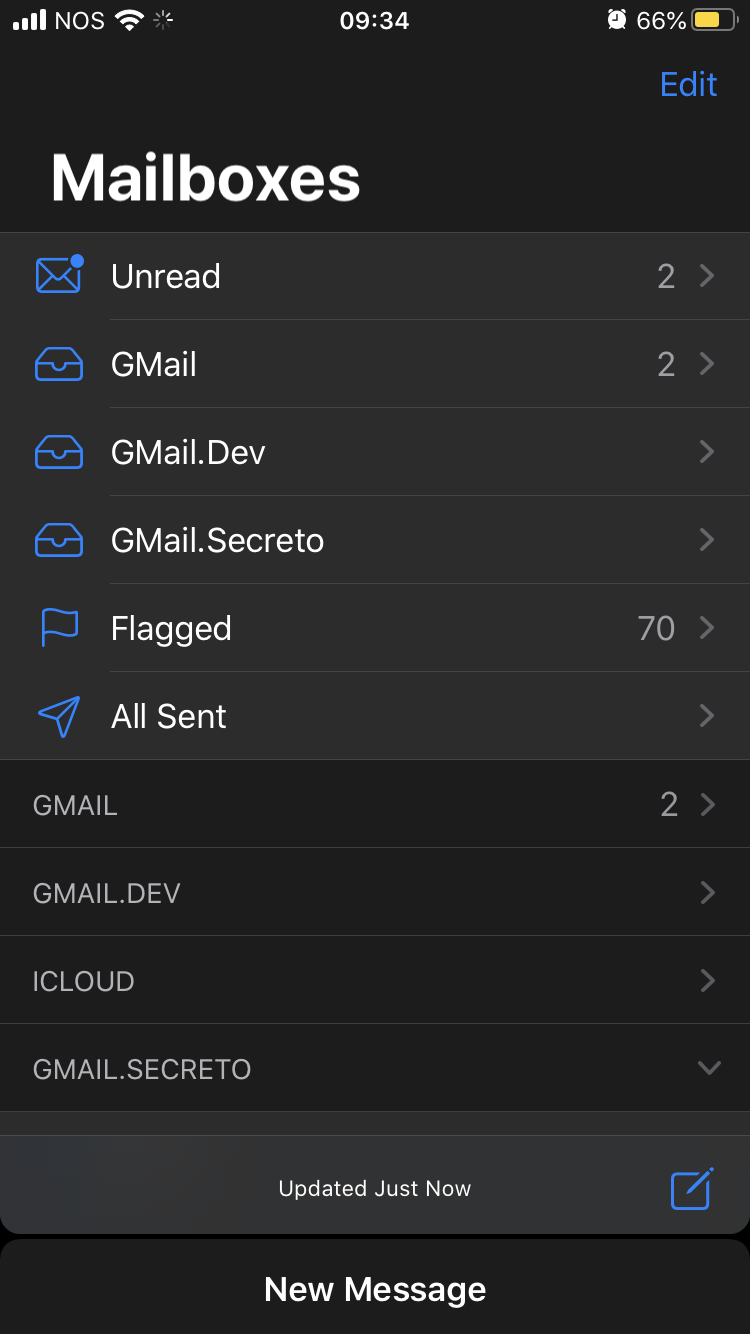 NOS 09:34 66%
Edit
Mailboxes
Unread 2
GMail 2
GMail.Dev
GMail.Secreto
Flagged 70
All Sent
GMAIL 2
GMAIL.DEV
ICLOUD
GMAIL.SECRETO
Updated Just Now
New Message